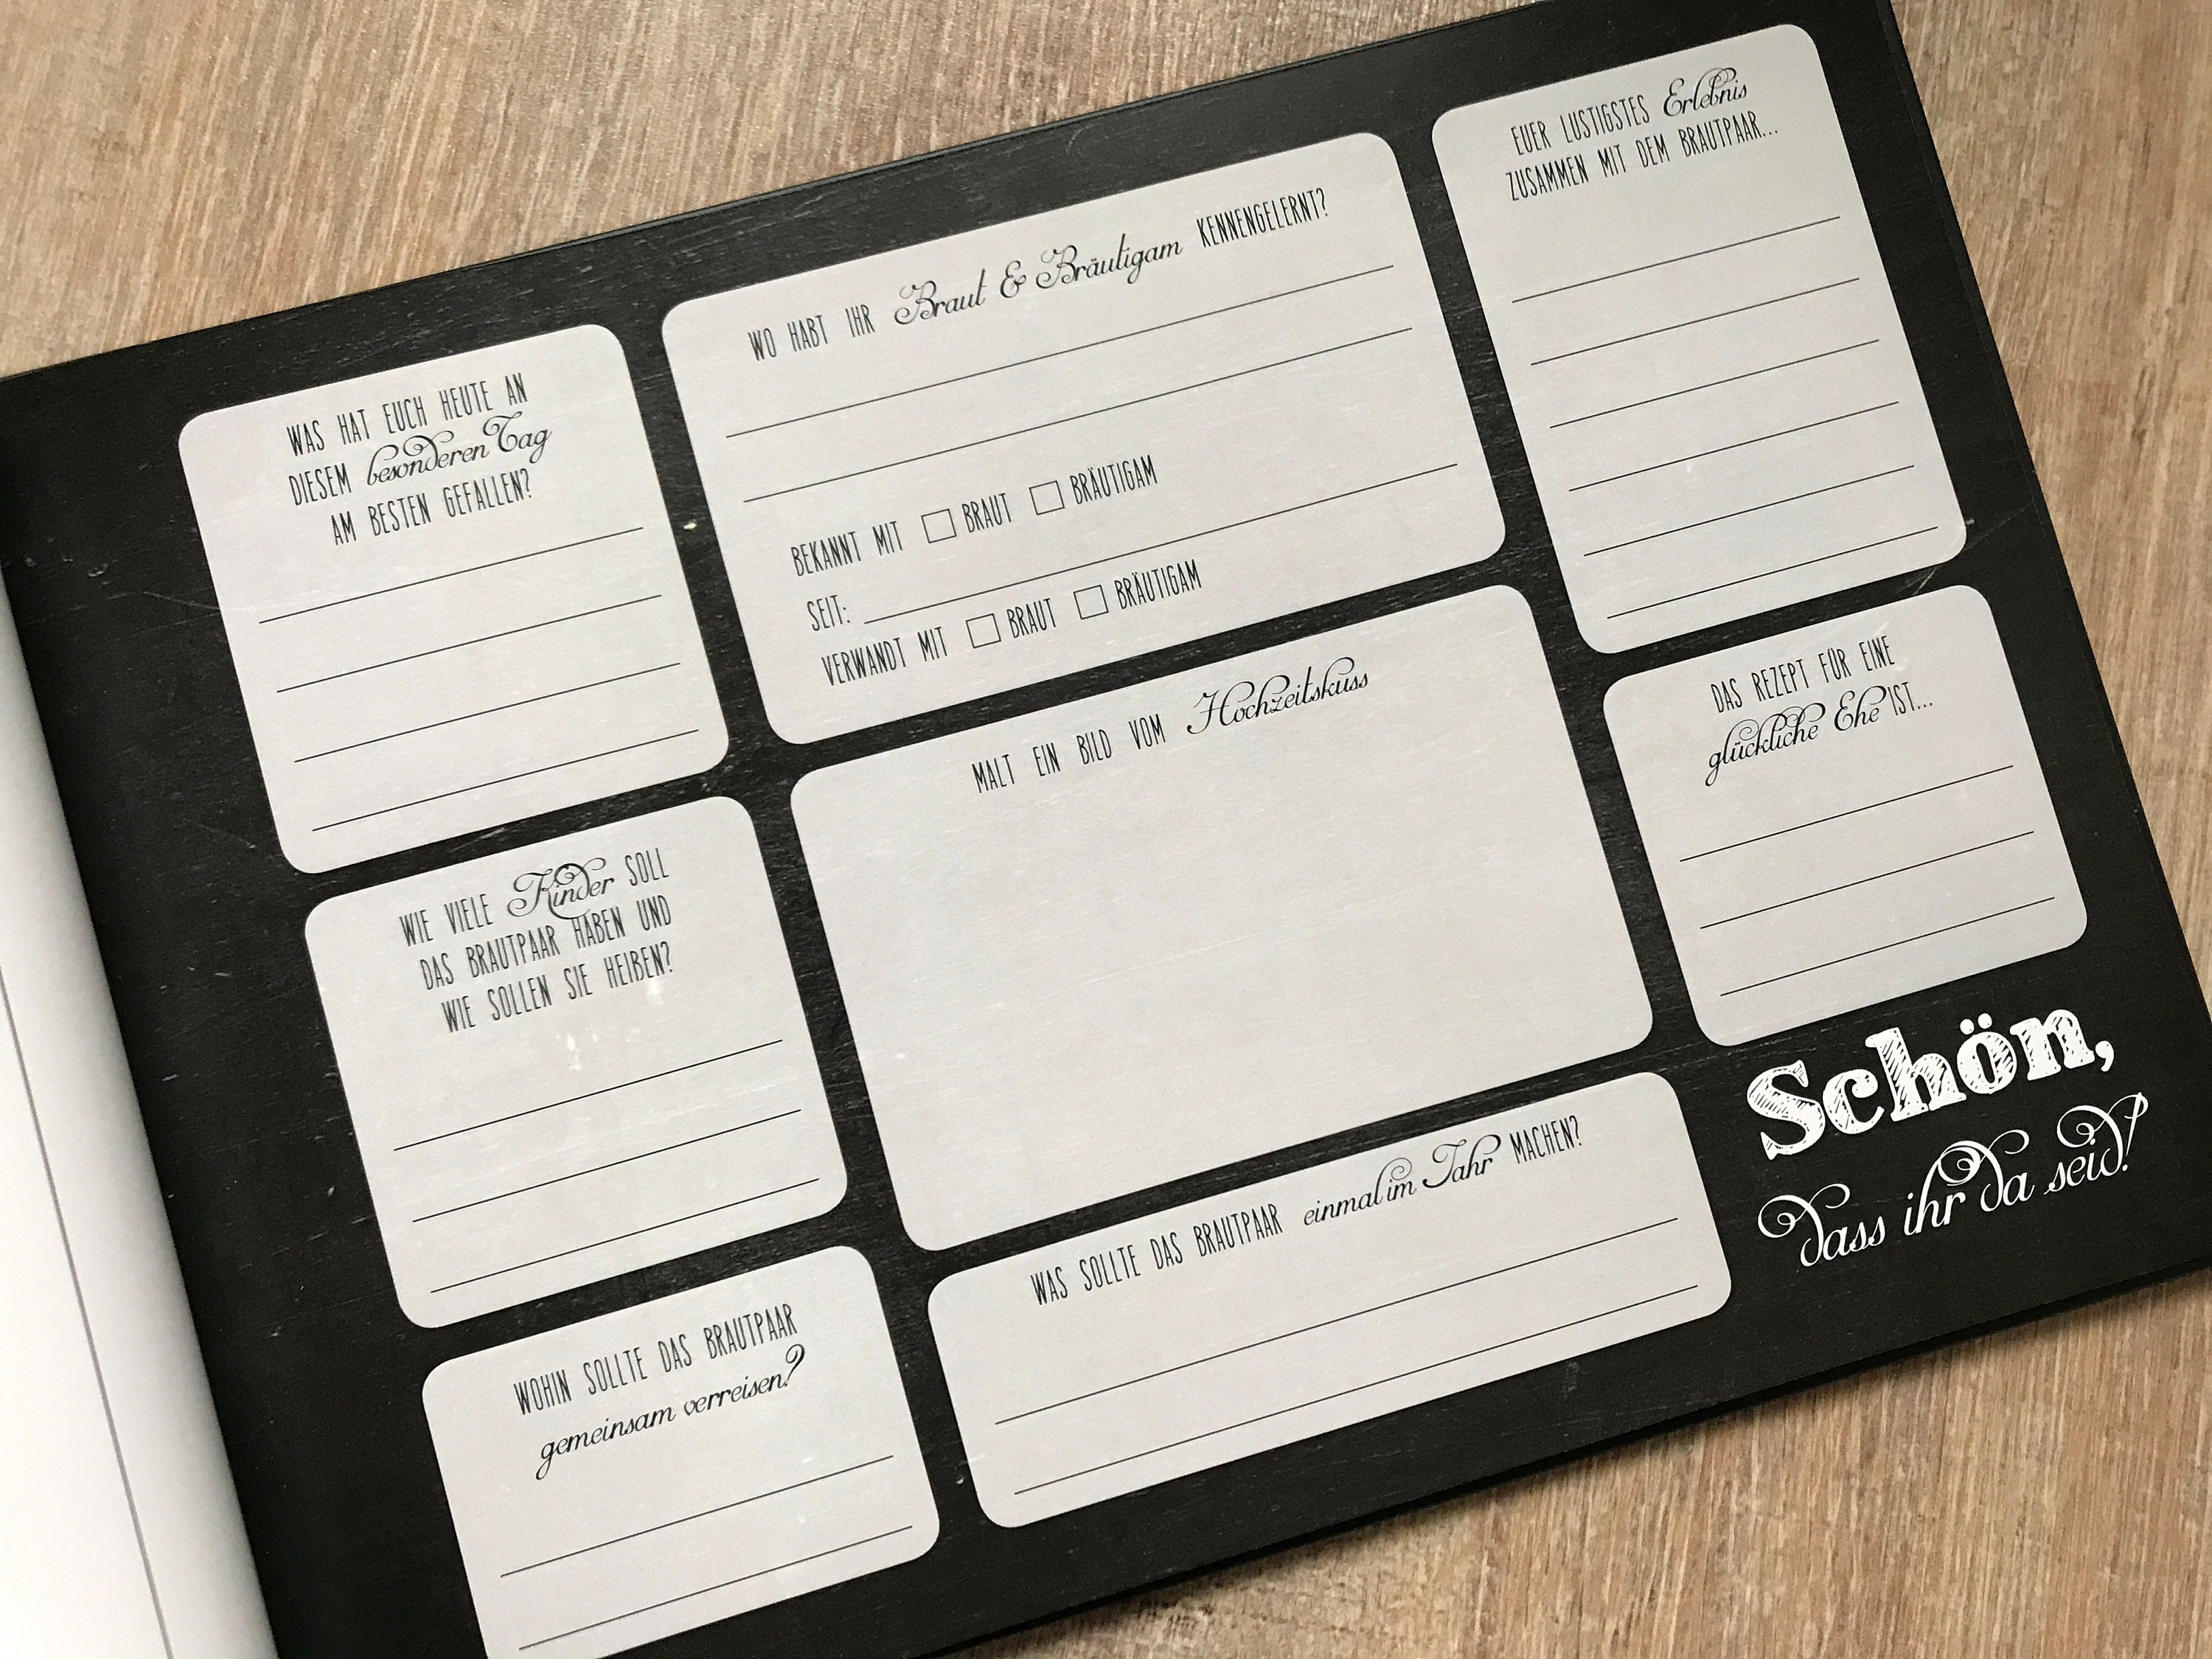 WAS HAT EUCH HEUTE AN
DIESEM besonderen Tag
AM BESTEN GEFALLEN?
WIE VIELE Kinder SOLL
DAS BRAUTPAAR HABEN UND
WIE SOLLEN SIE HEIßEN?
WOHIN SOLLTE DAS BRAUTPAAR
gemeinsam verreisen?
WO HABT IHR Braut & Bräutigam KENNENGELERNT?
BEKANNT MIT BRAUT BRÄUTIGAM
SEIT:
VERWANDT MIT BRAUT BRÄUTIGAM
MALT EIN BILD VOM Hochzeitskuss
WAS SOLLTE DAS BRAUTPAAR einmal im Jahr MACHEN?
EUER LUSTIGSTES Erlebnis
ZUSAMMEN MIT DEM BRAUTPAAR...
DAS REZEPT FÜR EINE
glückliche Ehe IST...
Schön,
dass ihr da seid!